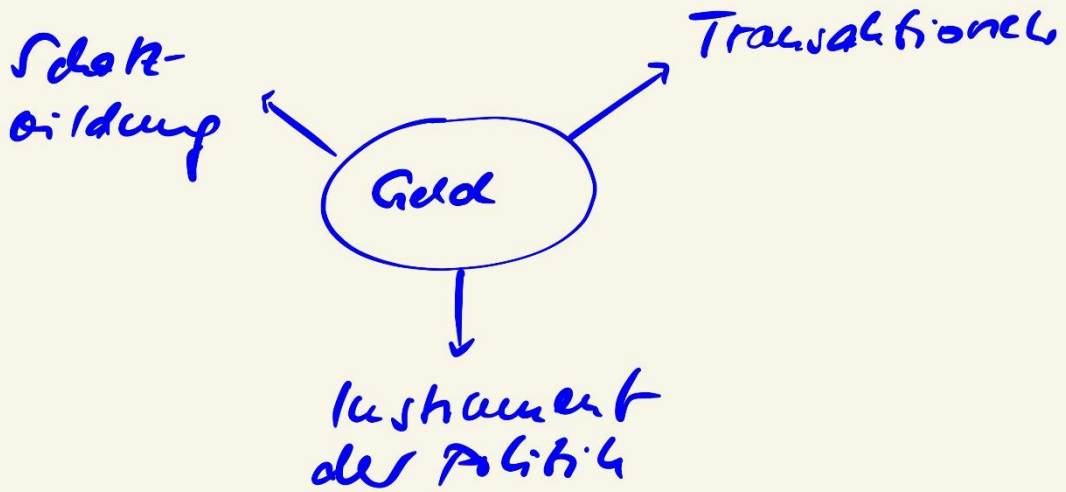 Schatz-
bildung
Transaktionen
Geld
Instrument
der Politik